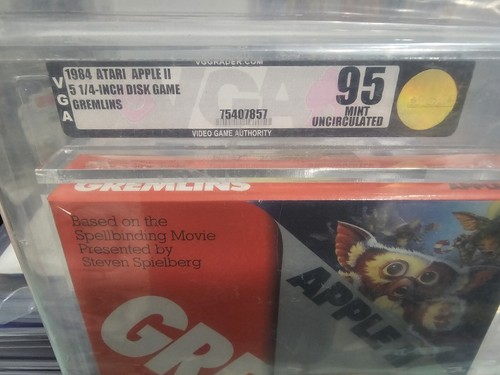 VGGRADER.COM
VGA
1984 ATARI APPLE II
5 1/4-INCH DISK GAME
GREMLINS
75407857
95
MINT
UNCIRCULATED
VIDEO GAME AUTHORITY
GREMLINS
Based on the
Spellbinding Movie
Presented by
Steven Spielberg
GR
APPLE